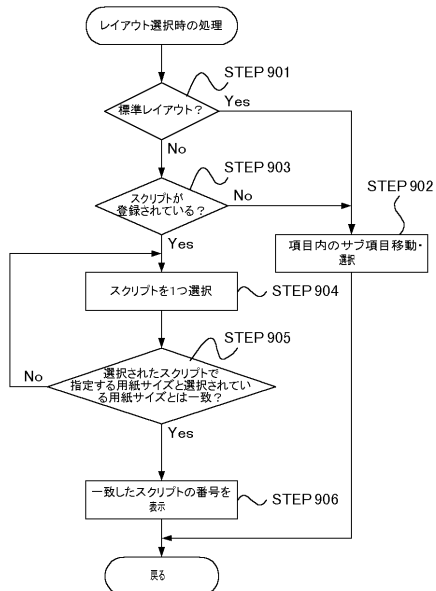 レイアウト選択時の処理
STEP 901
標準レイアウト？
Yes
No
STEP 903
スクリプトが
登録されている？
No
Yes
STEP 902
項目内のサブ項目移動・
選択
スクリプトを1つ選択
STEP 904
STEP 905
選択されたスクリプトで
指定する用紙サイズと選択されてい
る用紙サイズとは一致？
No
Yes
一致したスクリプトの番号を
表示
STEP 906
戻る